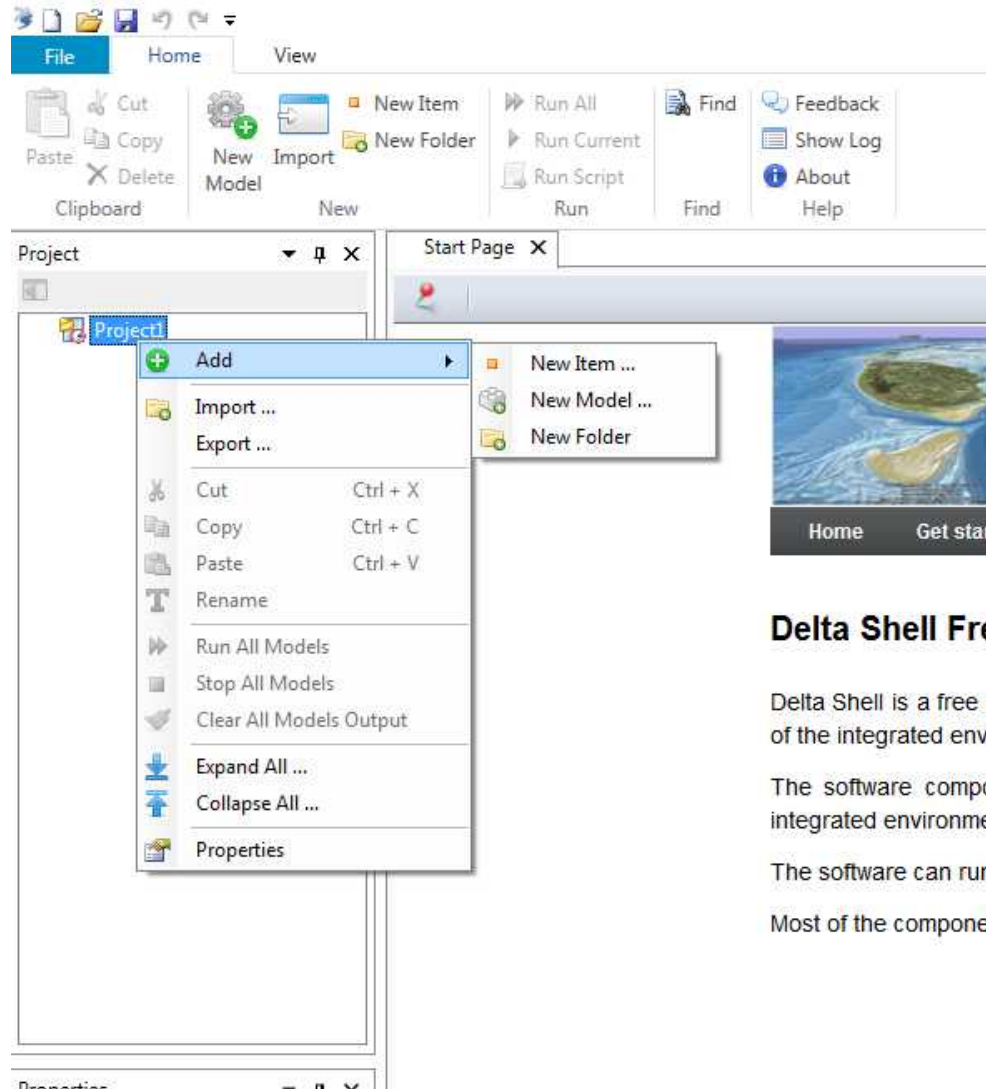 File Home View
Cut
Copy
Paste
Delete
New Model
Import
New Item
New Folder
Run All
Run Current
Run Script
Find
Feedback
Show Log
About
Clipboard New Run Find Help
Project
Start Page
Project1
Add
New Item ...
New Model ...
New Folder
Import ...
Export ...
Cut Ctrl + X
Copy Ctrl + C
Paste Ctrl + V
Rename
Run All Models
Stop All Models
Clear All Models Output
Expand All ...
Collapse All ...
Properties
Home Get star
Delta Shell Fre
Delta Shell is a free
of the integrated env
The software compo
integrated environme
The software can run
Most of the compone
Properties